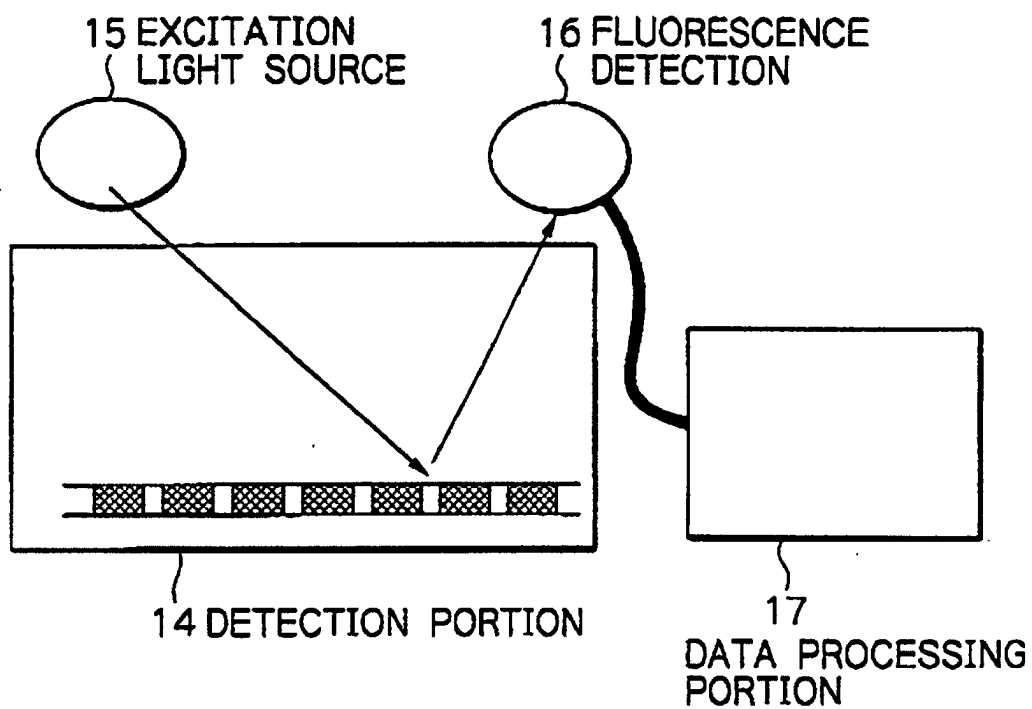 15 EXCITATION
LIGHT SOURCE
16 FLUORESCENCE
DETECTION
14 DETECTION PORTION
17
DATA PROCESSING
PORTION